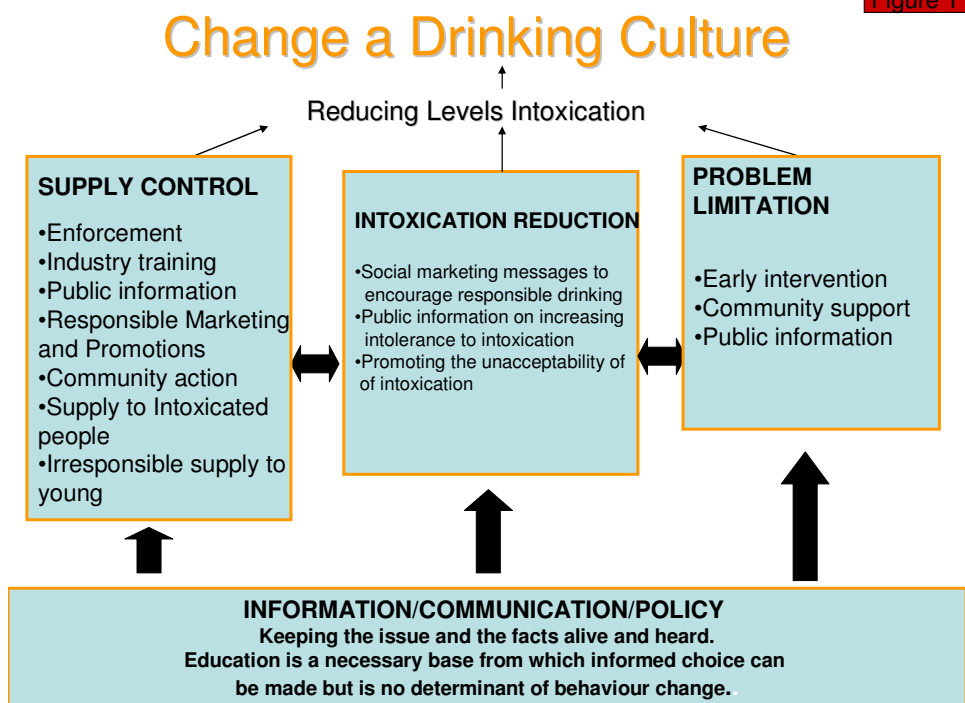 Figure 1
Change a Drinking Culture
Reducing Levels Intoxication
SUPPLY CONTROL
•Enforcement
•Industry training
•Public information
•Responsible Marketing
and Promotions
•Community action
•Supply to Intoxicated
people
•Irresponsible supply to
young
INTOXICATION REDUCTION
•Social marketing messages to
encourage responsible drinking
•Public information on increasing
intolerance to intoxication
•Promoting the unacceptability of
of intoxication
PROBLEM
LIMITATION
•Early intervention
•Community support
•Public information
INFORMATION/COMMUNICATION/POLICY
Keeping the issue and the facts alive and heard.
Education is a necessary base from which informed choice can
be made but is no determinant of behaviour change..